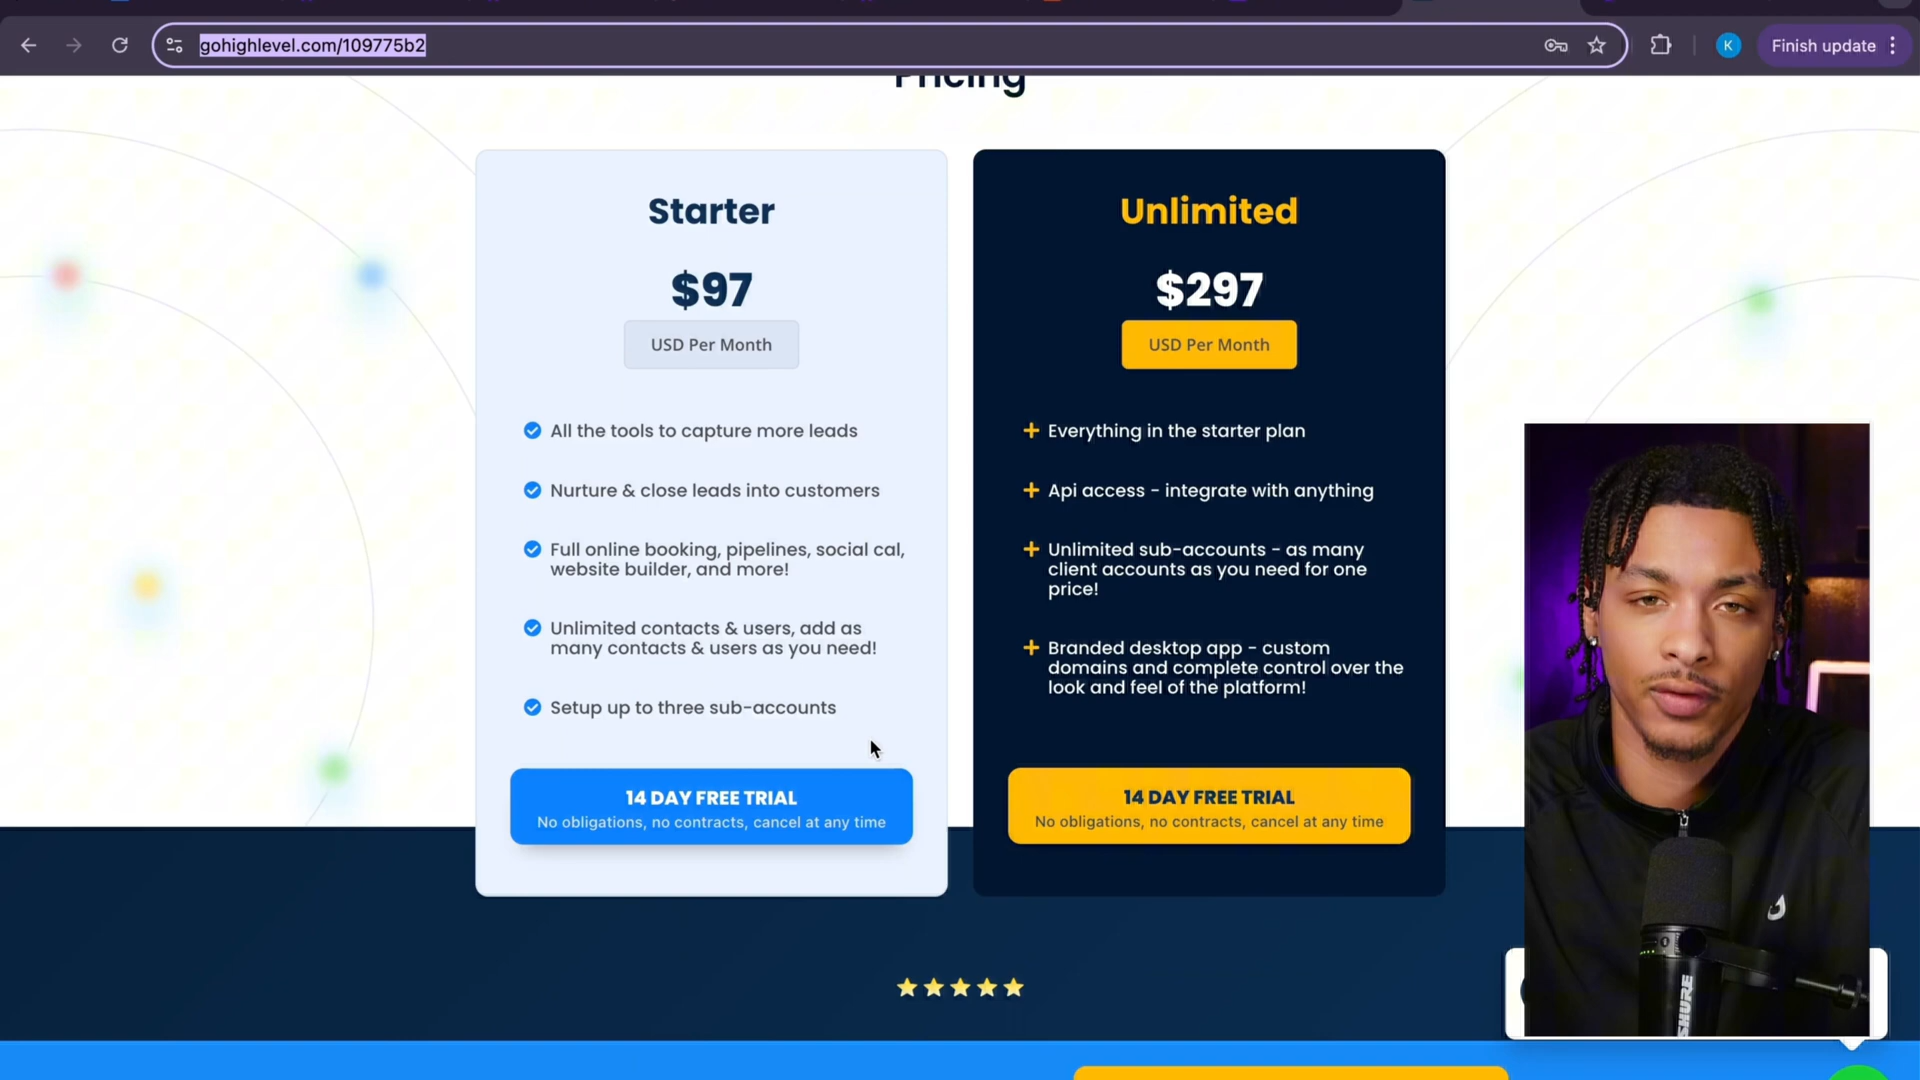 gohighlevel.com/109775b2
K
Finish update
Pricing
Starter
$97
USD Per Month
All the tools to capture more leads
Nurture & close leads into customers
Full online booking, pipelines, social cal,
website builder, and more!
Unlimited contacts & users, add as
many contacts & users as you need!
Setup up to three sub-accounts
14 DAY FREE TRIAL
No obligations, no contracts, cancel at any time
Unlimited
$297
USD Per Month
Everything in the starter plan
Api access - integrate with anything
Unlimited sub-accounts - as many
client accounts as you need for one
price!
Branded desktop app - custom
domains and complete control over the
look and feel of the platform!
14 DAY FREE TRIAL
No obligations, no contracts, cancel at any time
SHURE